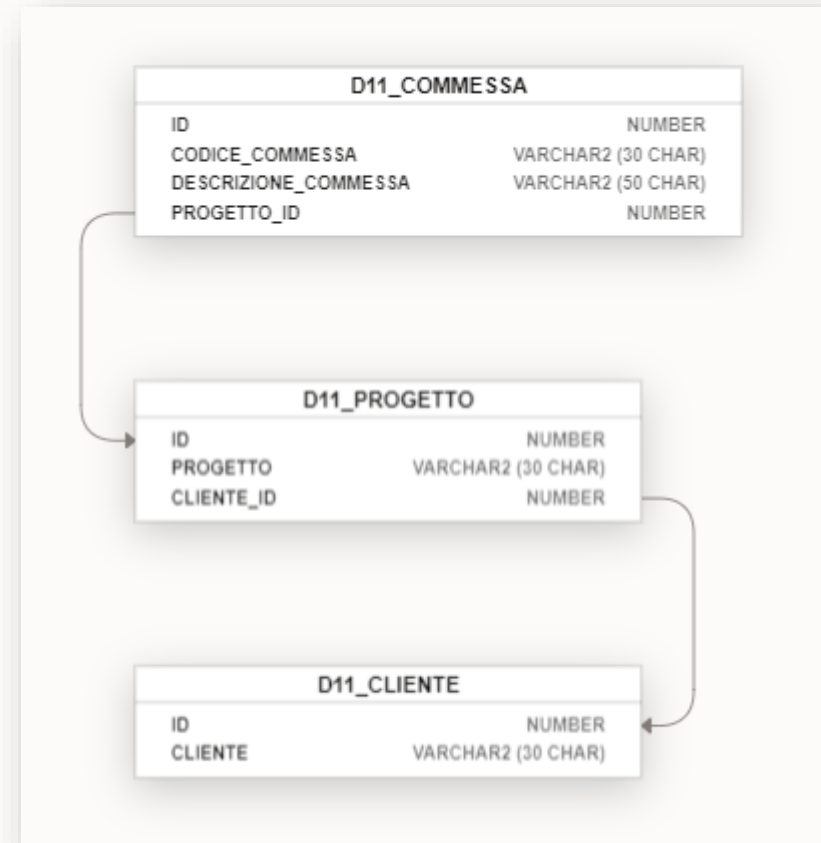 D11_COMMESSA
ID NUMBER
CODICE_COMMESSA VARCHAR2 (30 CHAR)
DESCRIZIONE_COMMESSA VARCHAR2 (50 CHAR)
PROGETTO_ID NUMBER
D11_PROGETTO
ID NUMBER
PROGETTO VARCHAR2 (30 CHAR)
CLIENTE_ID NUMBER
D11_CLIENTE
ID NUMBER
CLIENTE VARCHAR2 (30 CHAR)